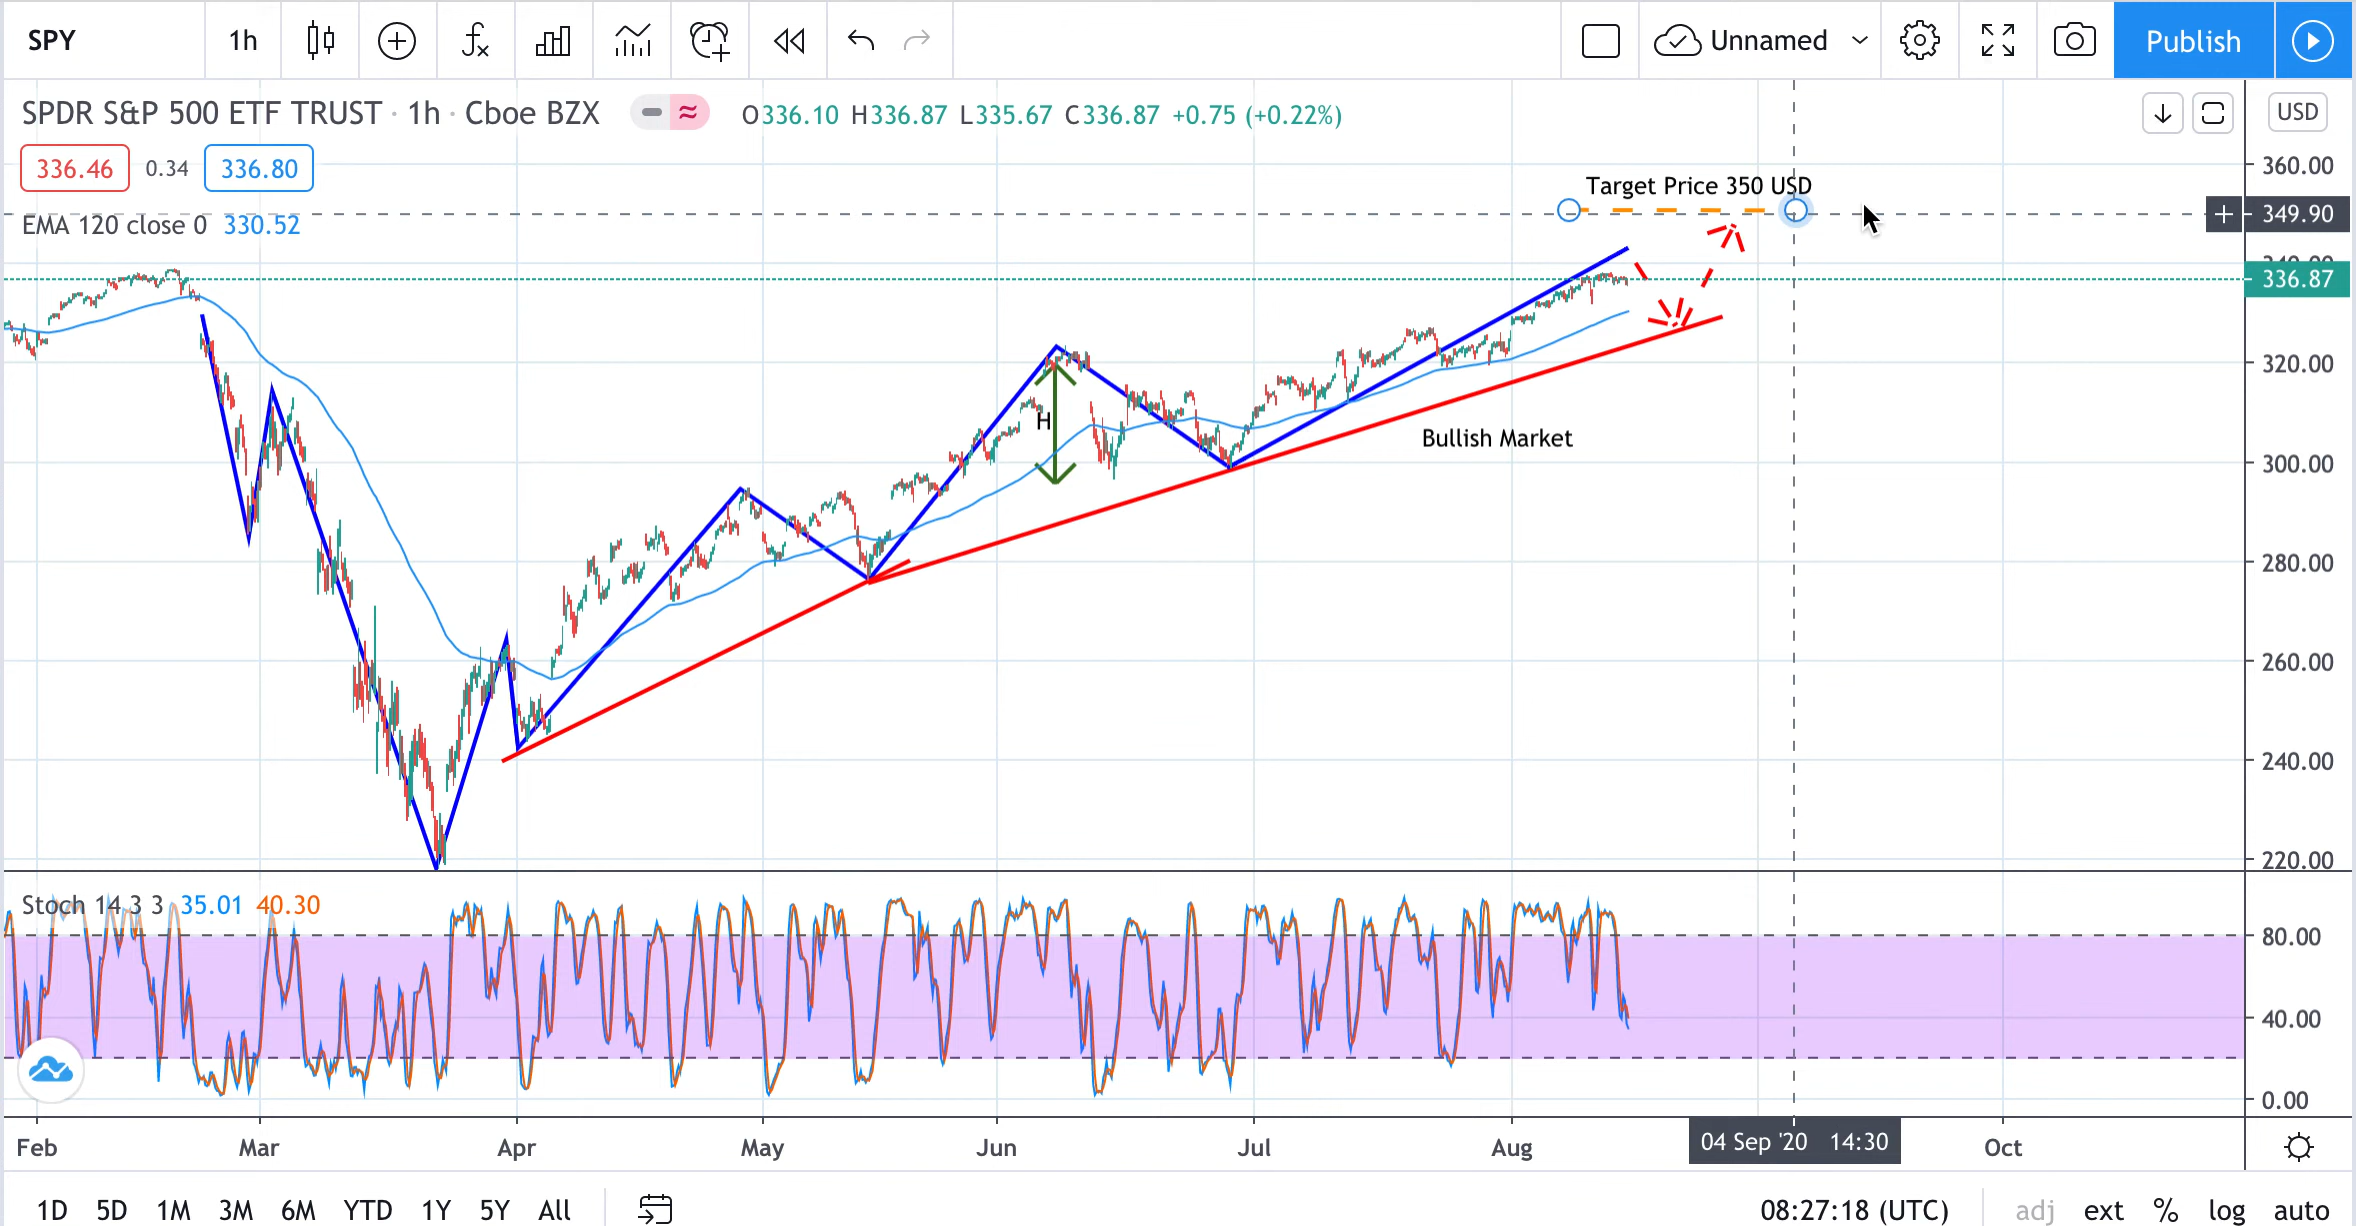 SPY 1h Unnamed Publish
SPDR S&P 500 ETF TRUST · 1h · Cboe BZX O336.10 H336.87 L335.67 C336.87 +0.75 (+0.22%) USD
336.46 0.34 336.80
EMA 120 close 0 330.52
Target Price 350 USD
H
Bullish Market
360.00
349.90
340.00
336.87
320.00
300.00
280.00
260.00
240.00
220.00
Stoch 14 3 3 35.01 40.30
80.00
40.00
0.00
Feb Mar Apr May Jun Jul Aug 04 Sep '20 14:30 Oct
1D 5D 1M 3M 6M YTD 1Y 5Y All 08:27:18 (UTC) adj ext % log auto